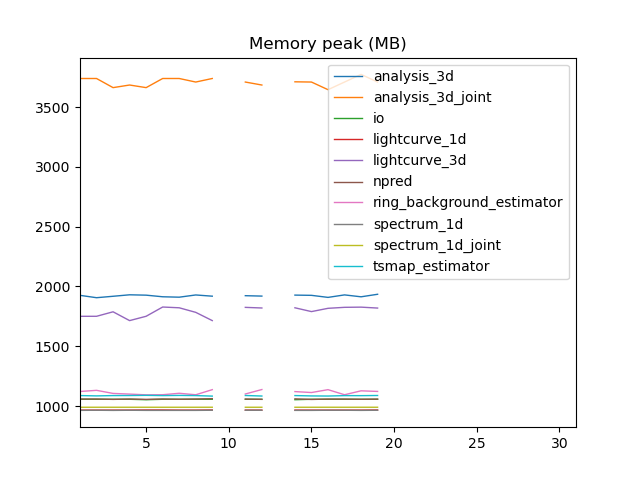 Memory peak (MB)
3500
3000
2500
2000
1500
1000
analysis_3d
analysis_3d_joint
io
lightcurve_1d
lightcurve_3d
npred
ring_background_estimator
spectrum_1d
spectrum_1d_joint
tsmap_estimator
5 10 15 20 25 30